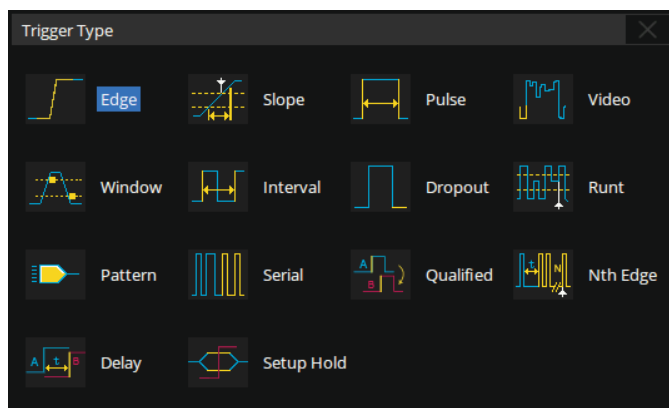 Trigger Type
Edge Slope Pulse Video
Window Interval Dropout Runt
Pattern Serial A B Qualified t N Nth Edge
A t B Delay Setup Hold